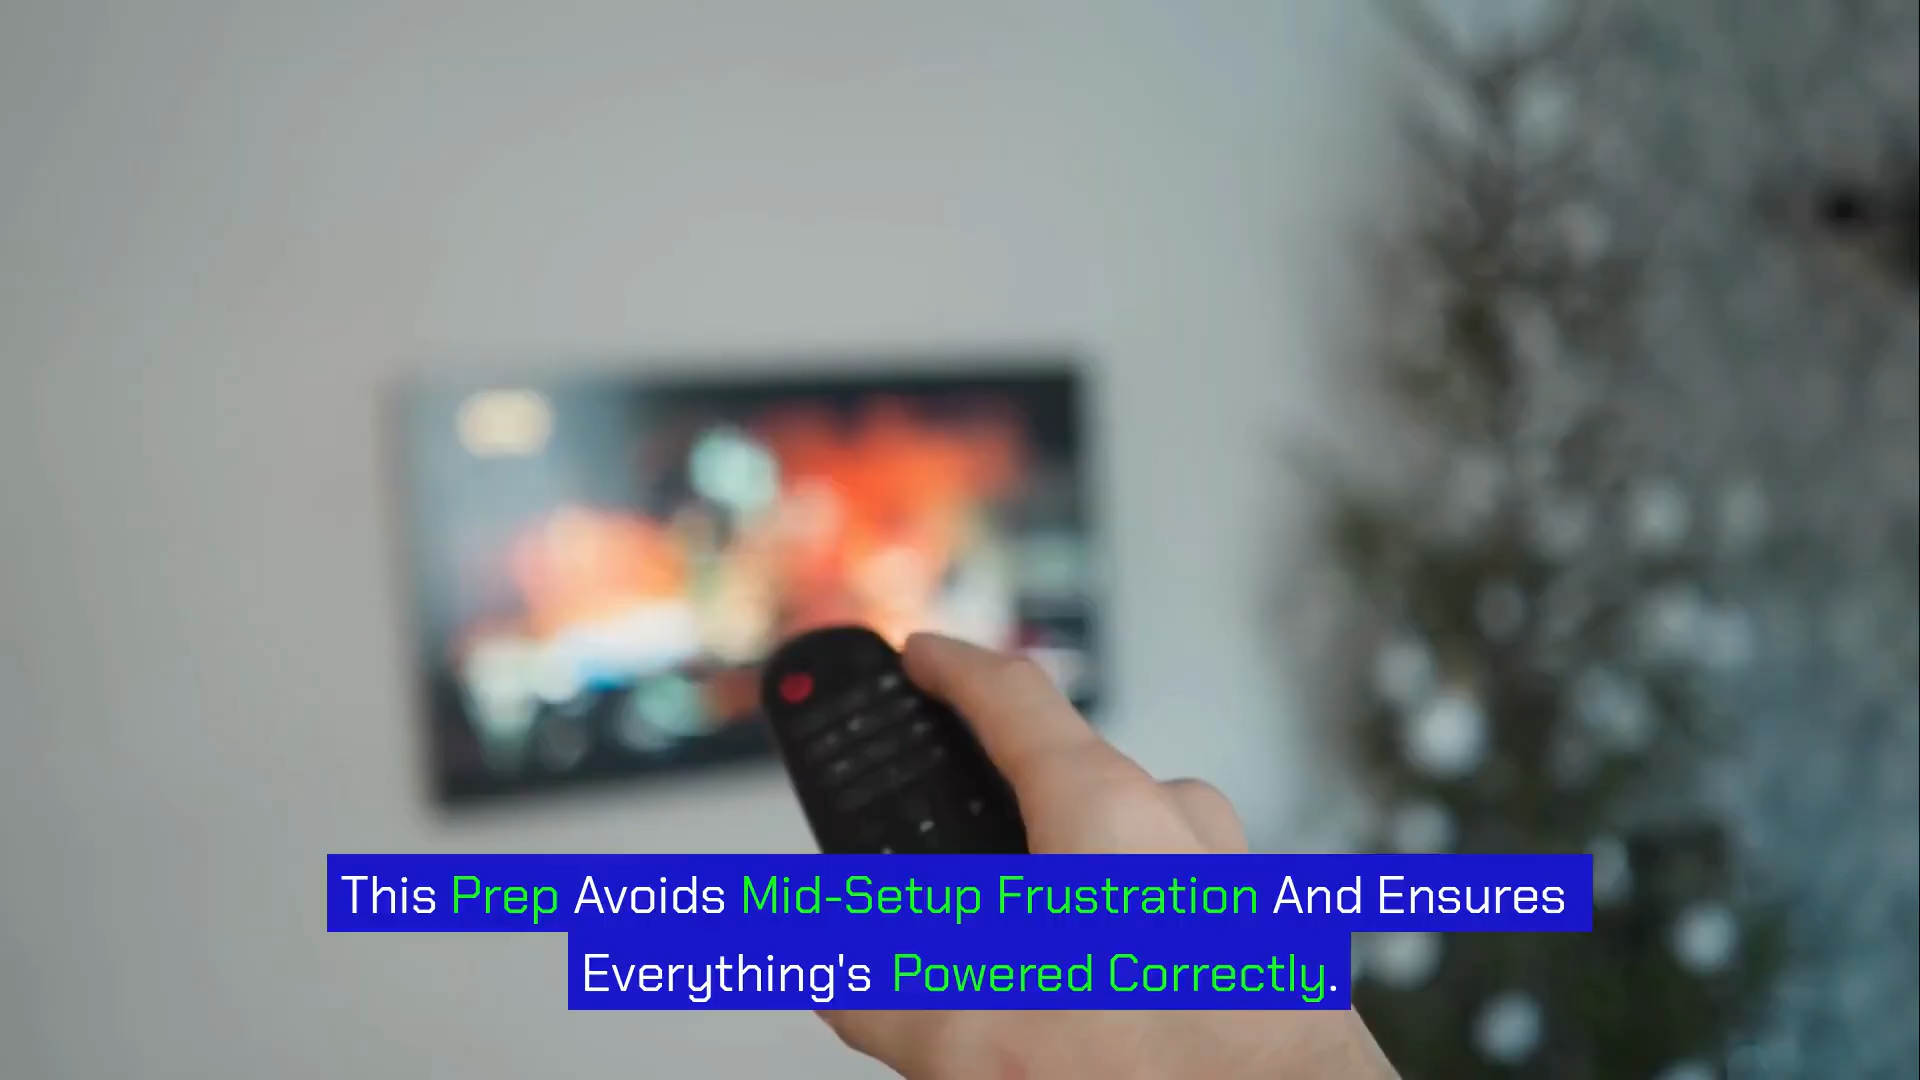 This Prep Avoids Mid-Setup Frustration And Ensures
Everything's Powered Correctly.